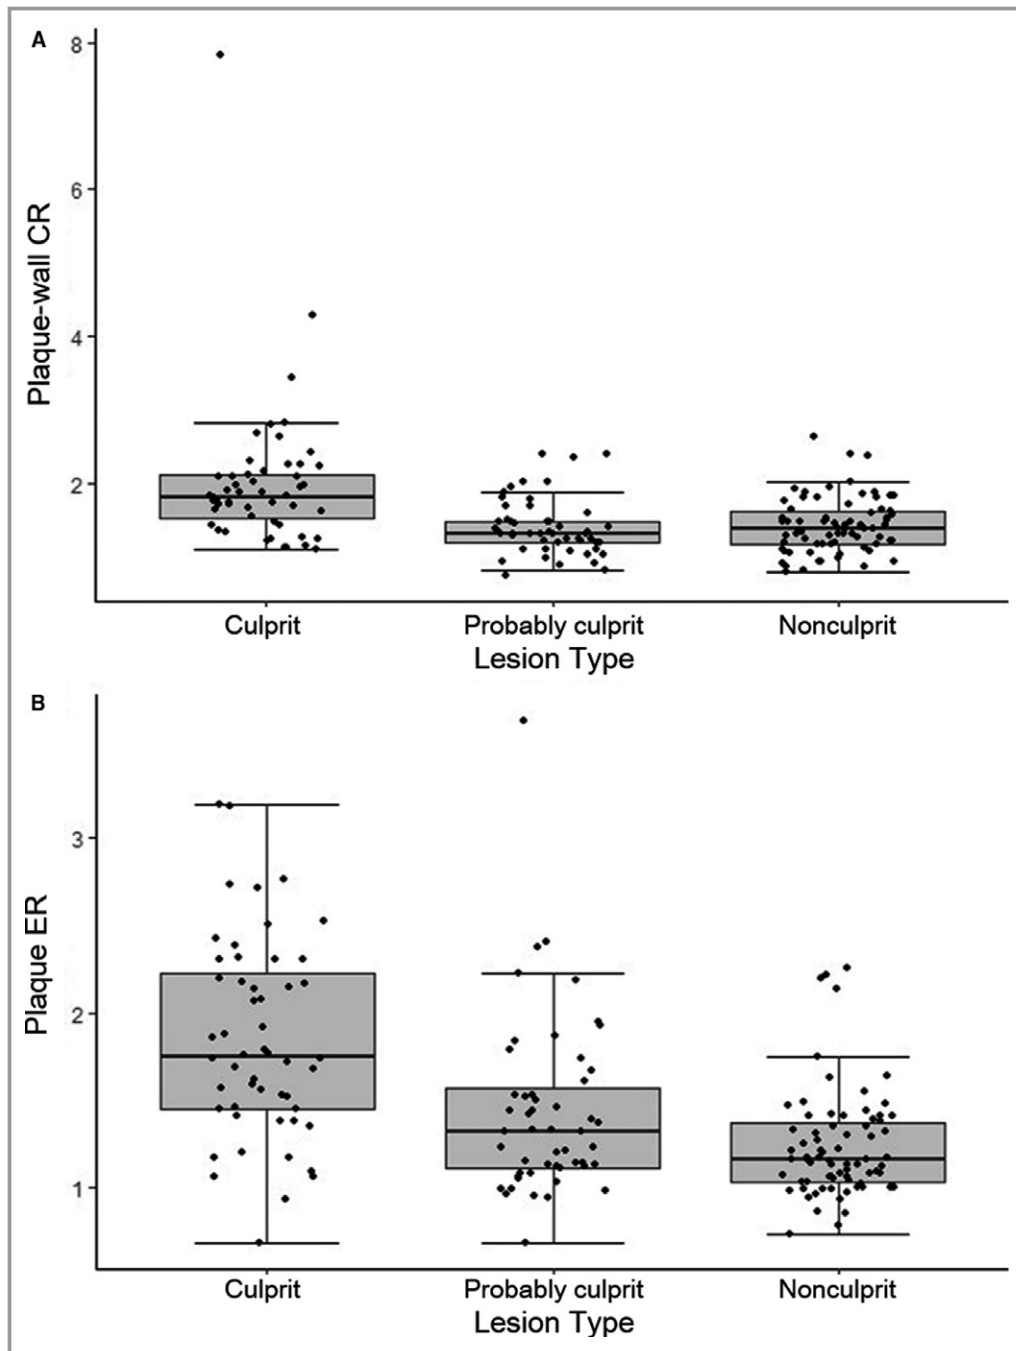 A
8
6
4
2
Plaque-wall CR
Culprit Probably culprit Nonculprit
Lesion Type
B
3
2
1
Plaque ER
Culprit Probably culprit Nonculprit
Lesion Type